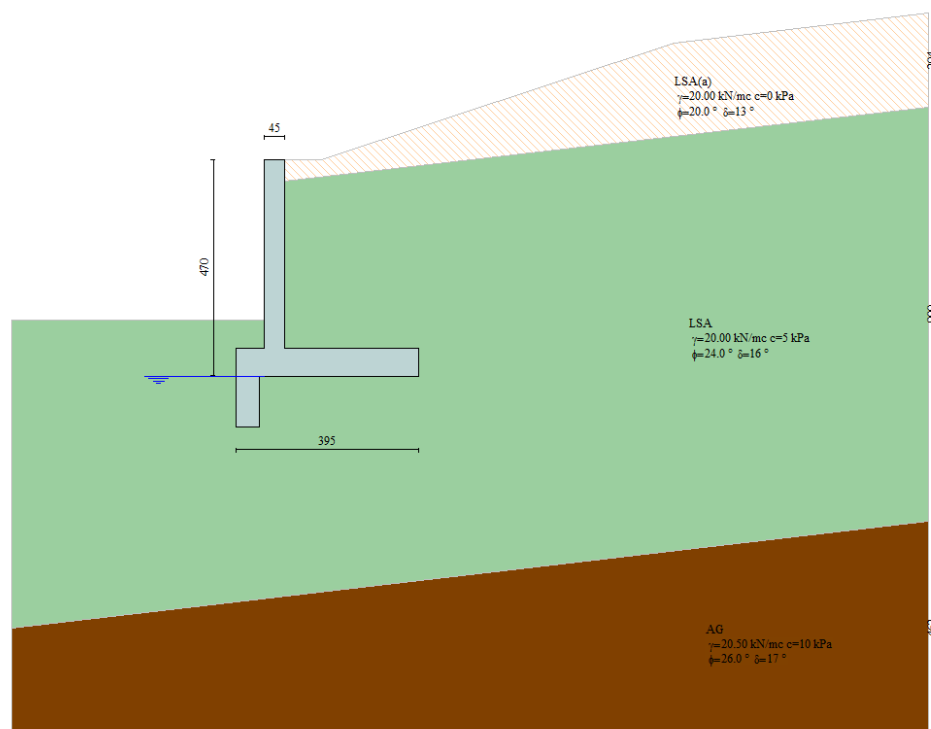 LSA(a)
γ=20.00 kN/mc c=0 kPa
ϕ=20.0 ° δ=13 °
45
470
LSA
γ=20.00 kN/mc c=5 kPa
ϕ=24.0 ° δ=16 °
395
AG
γ=20.50 kN/mc c=10 kPa
ϕ=26.0 ° δ=17 °